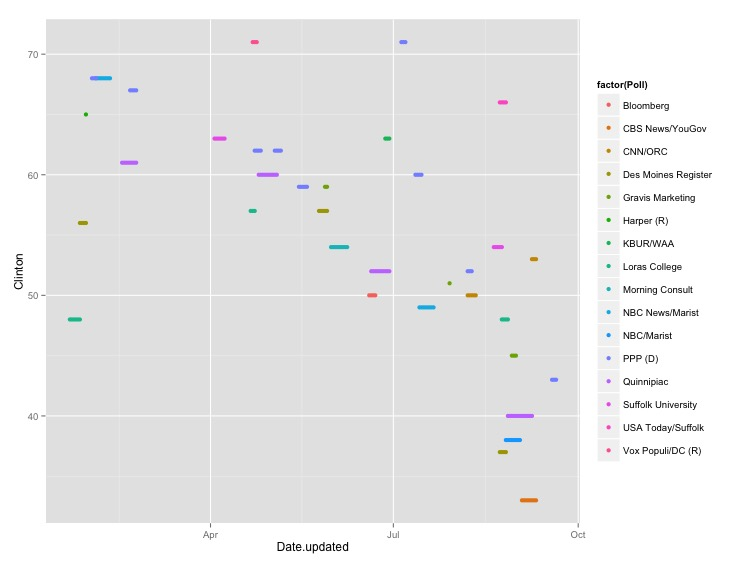 70
60
50
40
Clinton
Apr
Jul
Oct
Date.updated
factor(Poll)
Bloomberg
CBS News/YouGov
CNN/ORC
Des Moines Register
Gravis Marketing
Harper (R)
KBUR/WAA
Loras College
Morning Consult
NBC News/Marist
NBC/Marist
PPP (D)
Quinnipiac
Suffolk University
USA Today/Suffolk
Vox Populi/DC (R)